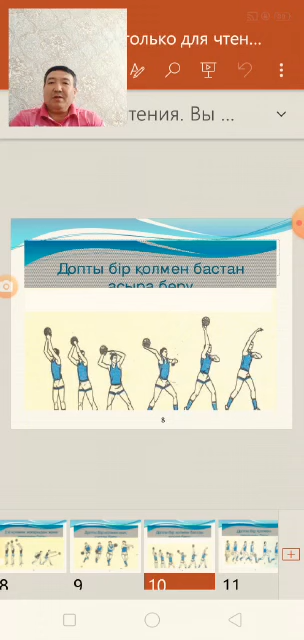 только для чтен...
тения. Вы ...
Допты бір қолмен бастан
асыра беру
8
8
9
10
11